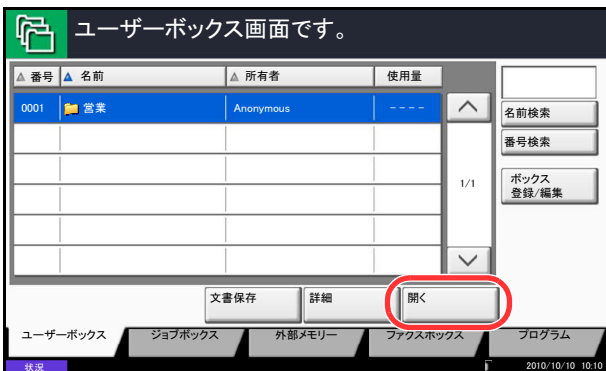 ユーザーボックス画面です。
番号 名前 所有者 使用量
0001 営業 Anonymous ----
名前検索
番号検索
1/1
ボックス
登録/編集
文書保存 詳細 開く
ユーザーボックス ジョブボックス 外部メモリー ファクスボックス プログラム
状況 2010/10/10 10:10